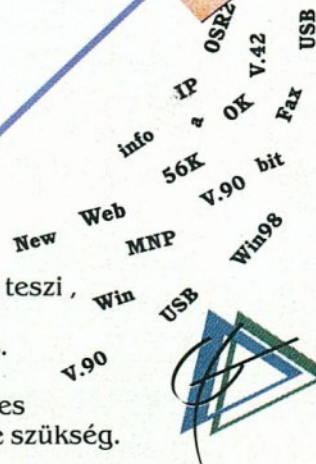 OSR2
V.42
USB
IP
a
OK
Fax
info
56K
V.90
bit
New
Web
MNP
Win98
teszi ,
Win
USB
.
V.90
es
e szükség.